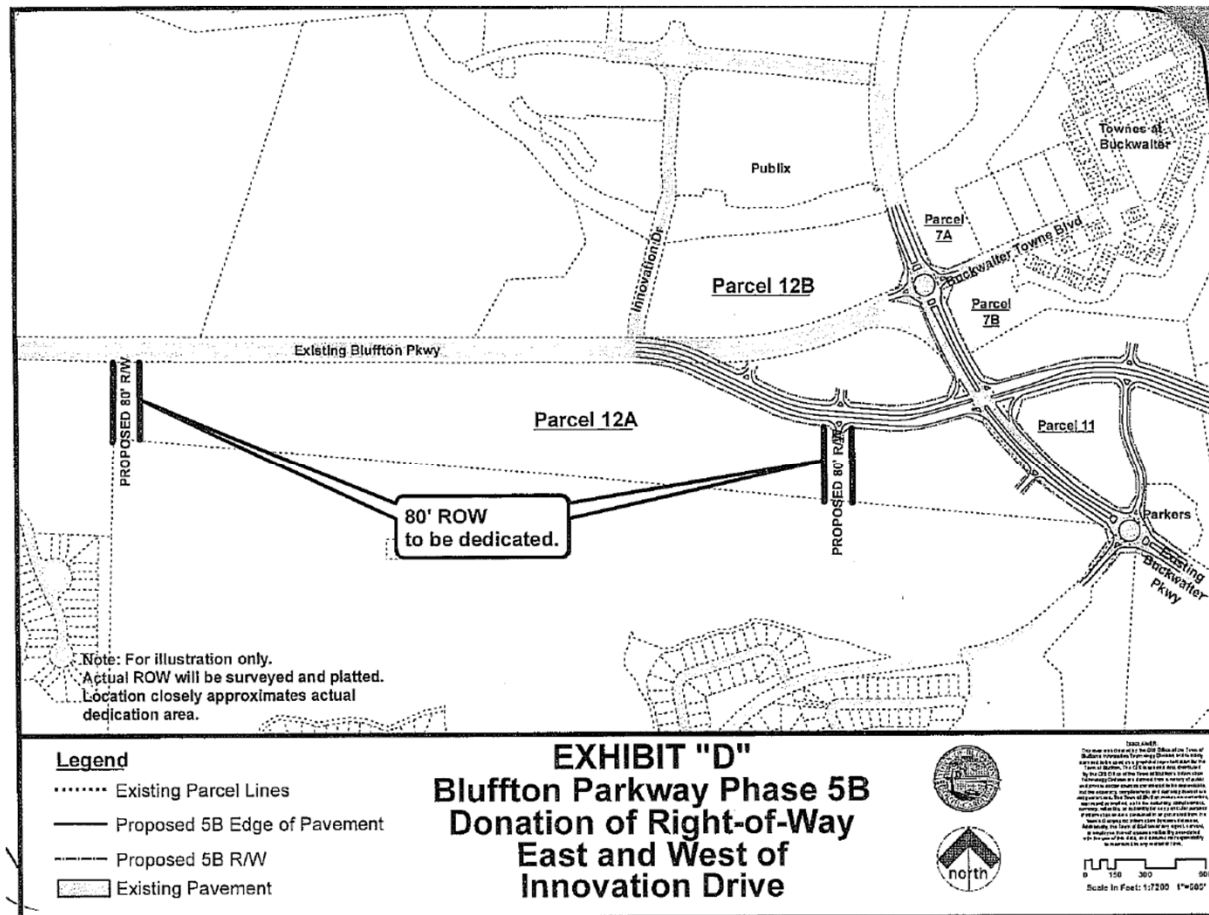 Publix
Townes at
Buckwalter
Parcel
7A
Buckwalter Towne Blvd
Innovation Dr
Parcel 12B
Parcel
7B
Existing Bluffton Pkwy
PROPOSED 80' R/W
Parcel 12A
PROPOSED 80' R/W
Parcel 11
80' ROW
to be dedicated.
Parkers
Existing
Buckwalter
Pkwy
Note: For illustration only.
Actual ROW will be surveyed and platted.
Location closely approximates actual
dedication area.
Legend
Existing Parcel Lines
Proposed 5B Edge of Pavement
Proposed 5B R/W
Existing Pavement
EXHIBIT "D"
Bluffton Parkway Phase 5B
Donation of Right-of-Way
East and West of
Innovation Drive
north
0 150 300
Scale In Feet: 1:7200 1"=600'